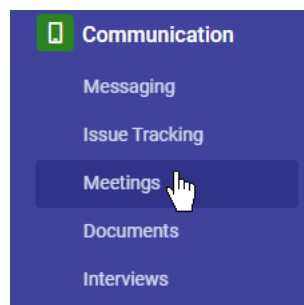 Communication
Messaging
Issue Tracking
Meetings
Documents
Interviews